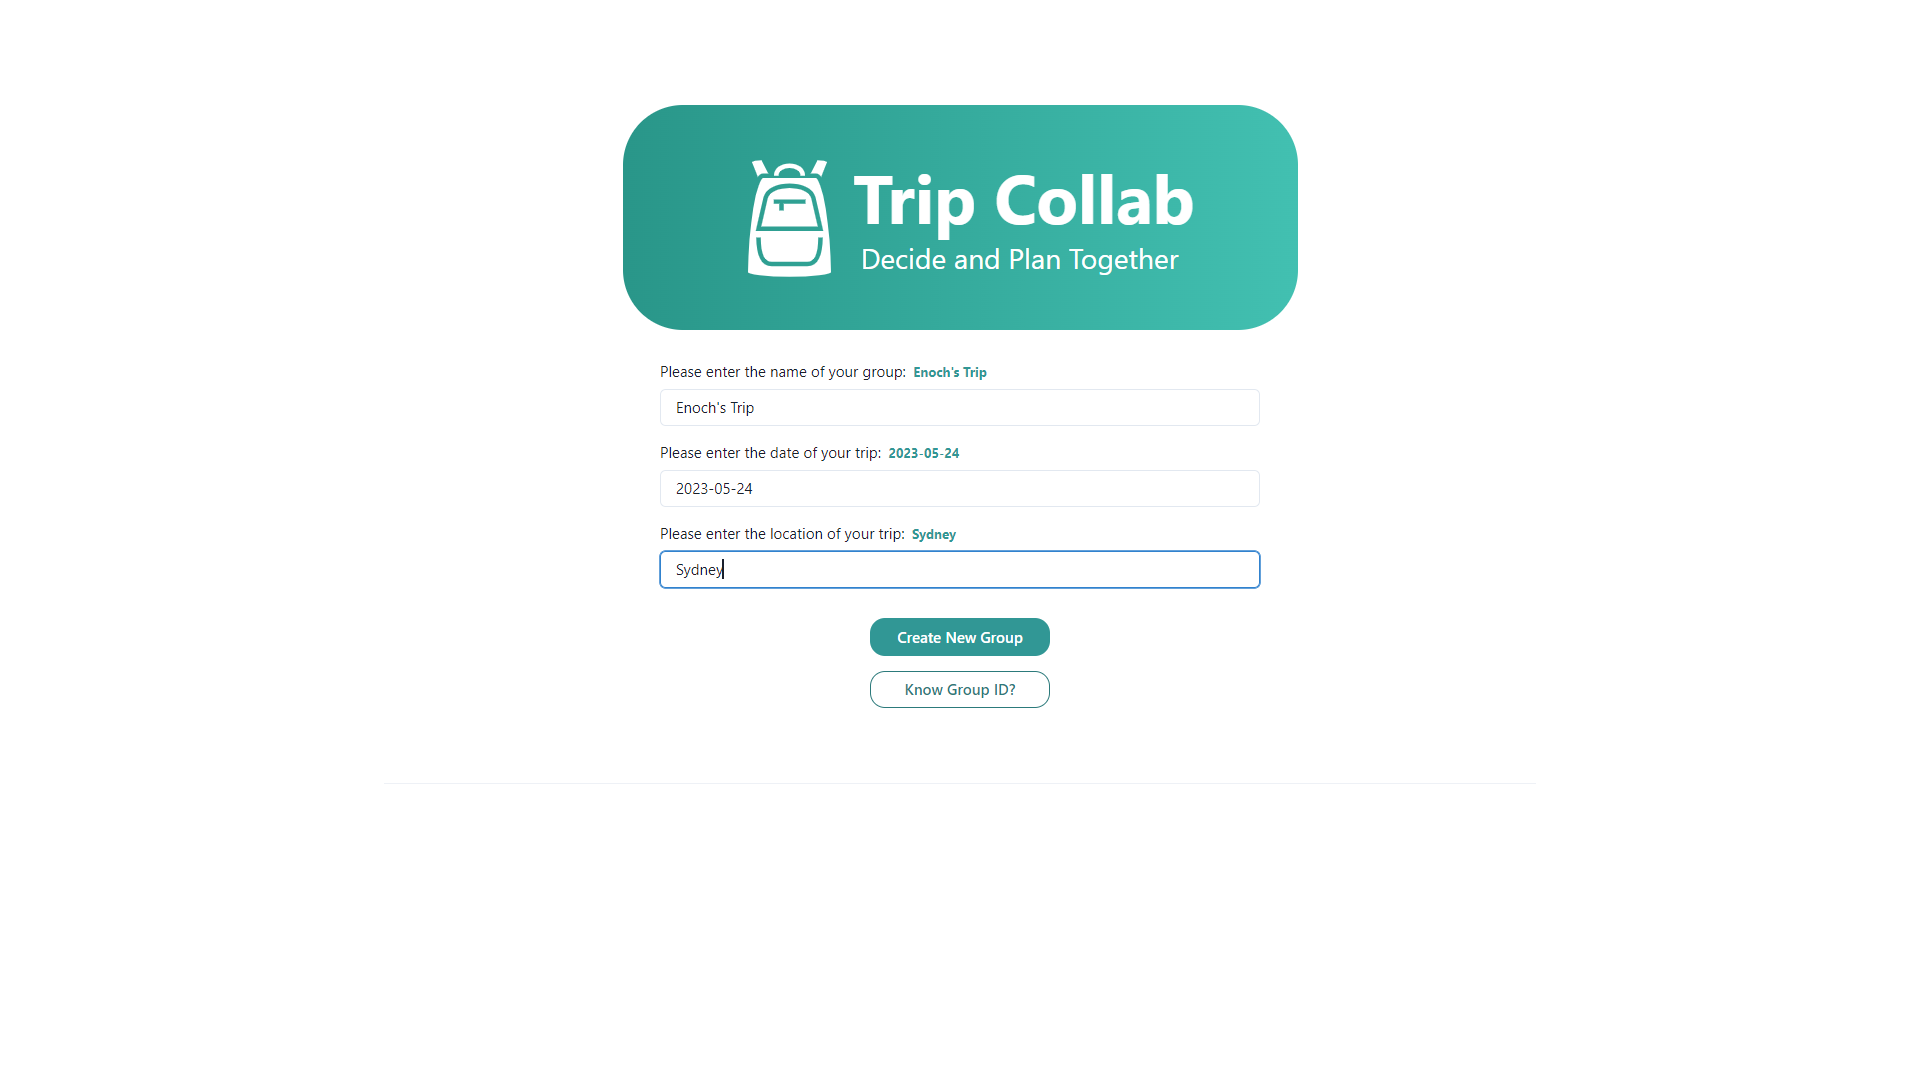 Trip Collab
Decide and Plan Together
Please enter the name of your group: Enoch's Trip
Enoch's Trip
Please enter the date of your trip: 2023-05-24
2023-05-24
Please enter the location of your trip: Sydney
Sydney
Create New Group
Know Group ID?